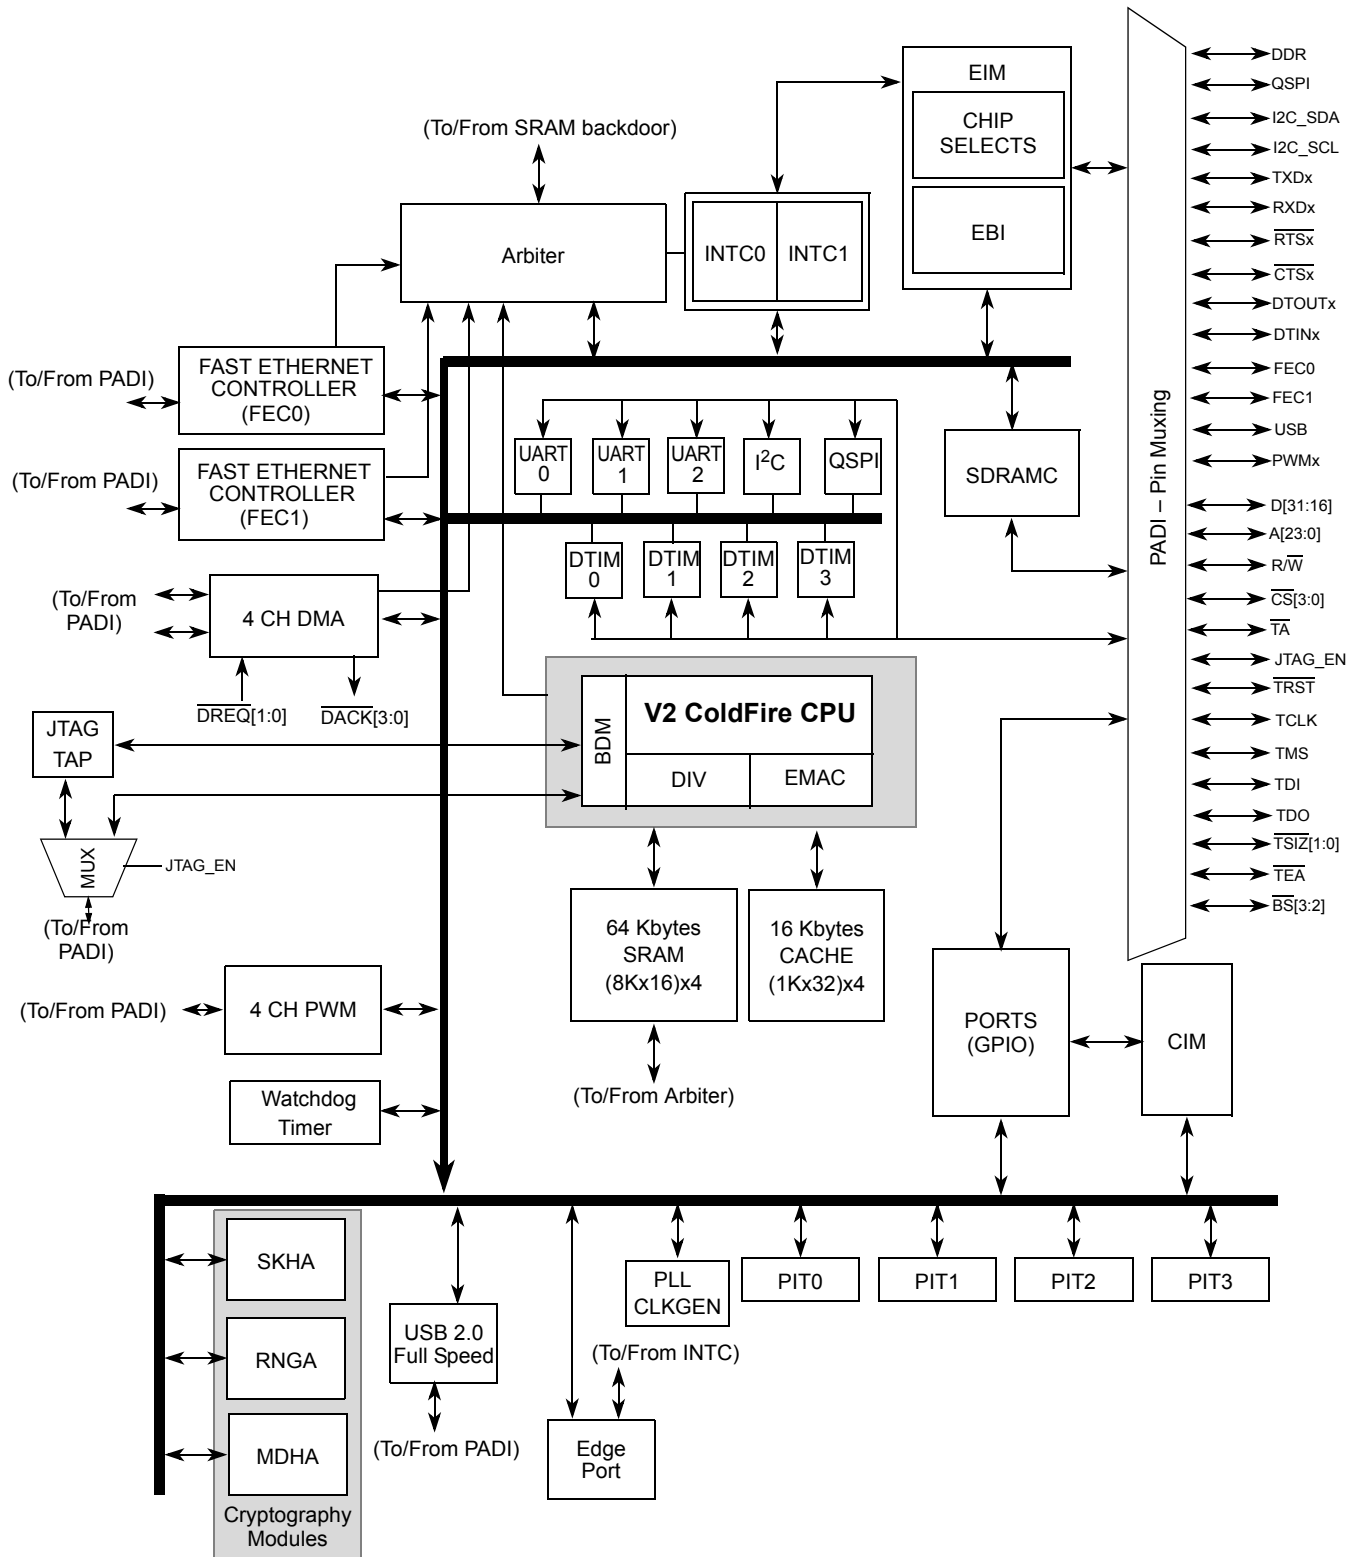 EIM
CHIP
SELECTS
EBI
(To/From SRAM backdoor)
Arbiter
INTC0
INTC1
FAST ETHERNET
CONTROLLER
(FEC0)
(To/From PADI)
FAST ETHERNET
CONTROLLER
(FEC1)
(To/From PADI)
UART
0
UART
1
UART
2
I²C
QSPI
DTIM
0
DTIM
1
DTIM
2
DTIM
3
SDRAMC
4 CH DMA
(To/From
PADI)
DREQ[1:0]
DACK[3:0]
JTAG
TAP
BDM
V2 ColdFire CPU
DIV
EMAC
MUX
JTAG_EN
(To/From
PADI)
64 Kbytes
SRAM
(8Kx16)x4
16 Kbytes
CACHE
(1Kx32)x4
(To/From Arbiter)
(To/From PADI)
4 CH PWM
Watchdog
Timer
PORTS
(GPIO)
CIM
PADI – Pin Muxing
DDR
QSPI
I2C_SDA
I2C_SCL
TXDx
RXDx
RTSx
CTSx
DTOUTx
DTINx
FEC0
FEC1
USB
PWMx
D[31:16]
A[23:0]
R/W
CS[3:0]
TA
JTAG_EN
TRST
TCLK
TMS
TDI
TDO
TSIZ[1:0]
TEA
BS[3:2]
SKHA
RNGA
MDHA
Cryptography
Modules
USB 2.0
Full Speed
(To/From PADI)
PLL
CLKGEN
(To/From INTC)
Edge
Port
PIT0
PIT1
PIT2
PIT3